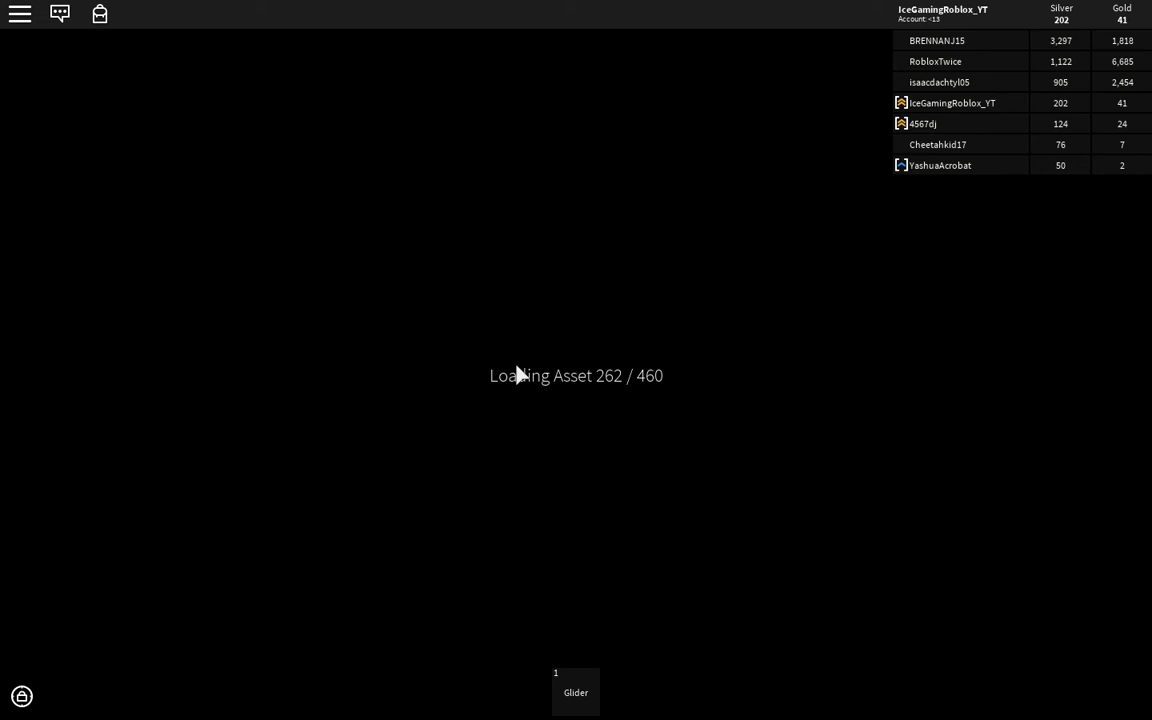 IceGamingRoblox_YT Silver Gold
Account: <13 202 41
BRENNANJ15 3,297 1,818
RobloxTwice 1,122 6,685
isaacdachtyl05 905 2,454
IceGamingRoblox_YT 202 41
4567dj 124 24
Cheetahkid17 76 7
YashuaAcrobat 50 2
Loading Asset 262 / 460
1
Glider